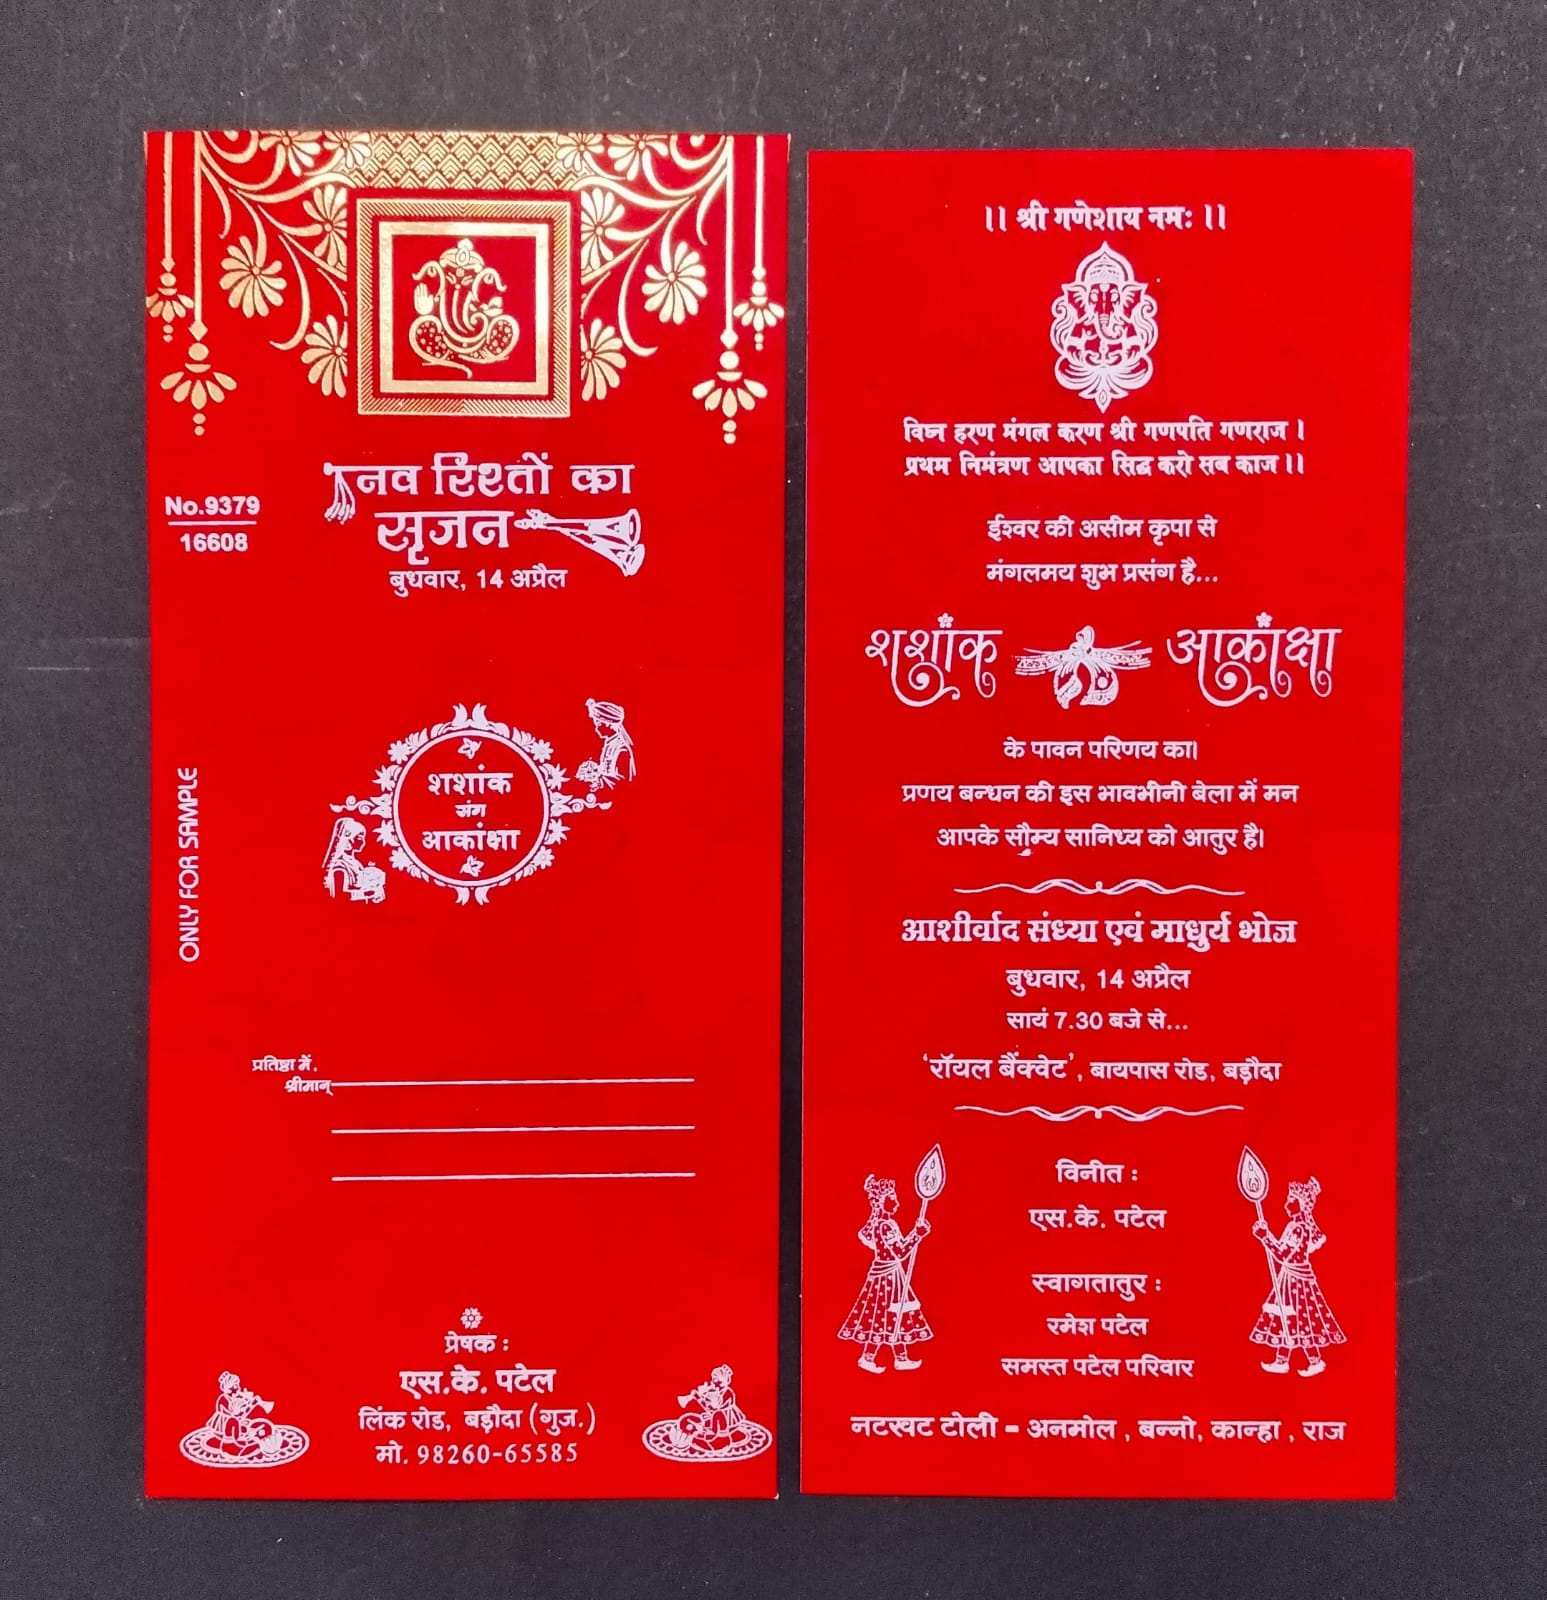 नव रिश्तों का
सृजन
बुधवार, 14 अप्रैल
No.9379
16608
ONLY FOR SAMPLE
शशांक
संग
आकांक्षा
प्रतिष्ठा में,
श्रीमान्
प्रेषक :
एस.के. पटेल
लिंक रोड, बड़ौदा (गुज.)
मो. 98260-65585
।। श्री गणेशाय नमः ।।
विघ्न हरण मंगल करण श्री गणपति गणराज ।
प्रथम निमंत्रण आपका सिद्ध करो सब काज ।।
ईश्वर की असीम कृपा से
मंगलमय शुभ प्रसंग है...
शशांक आकांक्षा
के पावन परिणय का।
प्रणय बन्धन की इस भावभीनी बेला में मन
आपके सौम्य सानिध्य को आतुर है।
आशीर्वाद संध्या एवं माधुर्य भोज
बुधवार, 14 अप्रैल
सायं 7.30 बजे से...
'रॉयल बैंक्वेट', बायपास रोड, बड़ौदा
विनीत :
एस.के. पटेल
स्वागतातुर :
रमेश पटेल
समस्त पटेल परिवार
नटखट टोली - अनमोल , बन्नो, कान्हा , राज